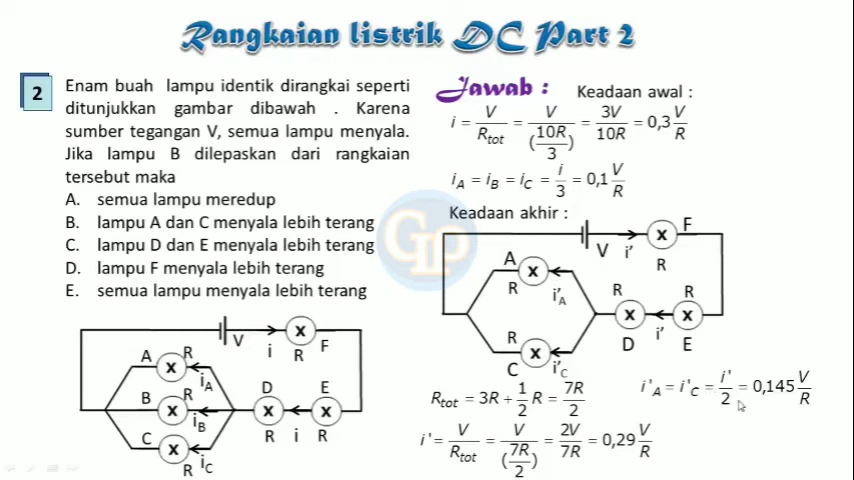 Rangkaian listrik DC Part 2
2
Enam buah lampu identik dirangkai seperti
ditunjukkan gambar dibawah . Karena
sumber tegangan V, semua lampu menyala.
Jika lampu B dilepaskan dari rangkaian
tersebut maka
A. semua lampu meredup
B. lampu A dan C menyala lebih terang
C. lampu D dan E menyala lebih terang
D. lampu F menyala lebih terang
E. semua lampu menyala lebih terang
V i R F
x
A R x i_A
B R x i_B
C R x i_C
D x R
i
E x R
Jawab :
Keadaan awal :
i = V/R_tot = V/(10R/3) = 3V/10R = 0,3 V/R
i_A = i_B = i_C = i/3 = 0,1 V/R
Keadaan akhir :
V i' x F
R
A R x i'_A
C R x i'_C
R x D
i'
R x E
R_tot = 3R + 1/2 R = 7R/2
i'_A = i'_C = i'/2 = 0,145 V/R
i' = V/R_tot = V/(7R/2) = 2V/7R = 0,29 V/R
GLP